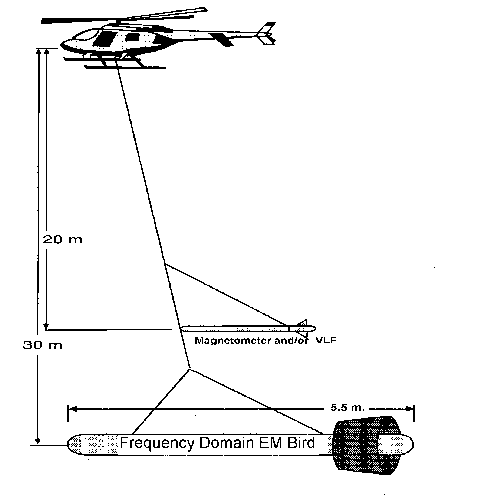 20 m
Magnetometer and/or VLF
30 m
5.5 m.
Frequency Domain EM Bird